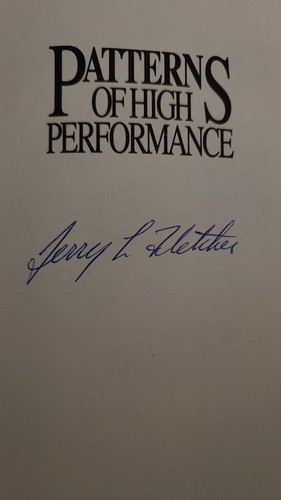 PATTERNS
OF HIGH
PERFORMANCE
Jerry L Fletcher